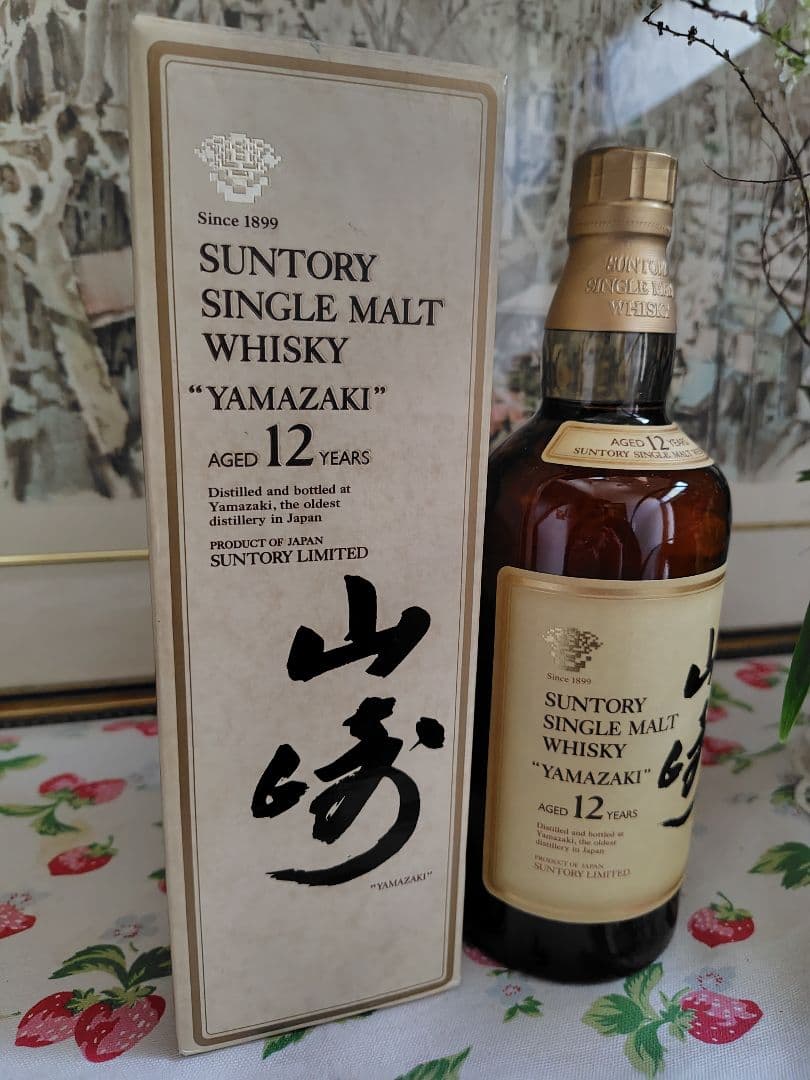 Since 1899
SUNTORY
SINGLE MALT
WHISKY
“YAMAZAKI”
AGED 12 YEARS
Distilled and bottled at
Yamazaki, the oldest
distillery in Japan
PRODUCT OF JAPAN
SUNTORY LIMITED
山
崎
"YAMAZAKI"
SUNTORY
SINGLE MALT
WHISKY
AGED 12 YEARS
SUNTORY SINGLE MALT
Since 1899
SUNTORY
SINGLE MALT
WHISKY
“YAMAZAKI”
AGED 12 YEARS
Distilled and bottled at
Yamazaki, the oldest
distillery in Japan
PRODUCT OF JAPAN
SUNTORY LIMITED
山
崎